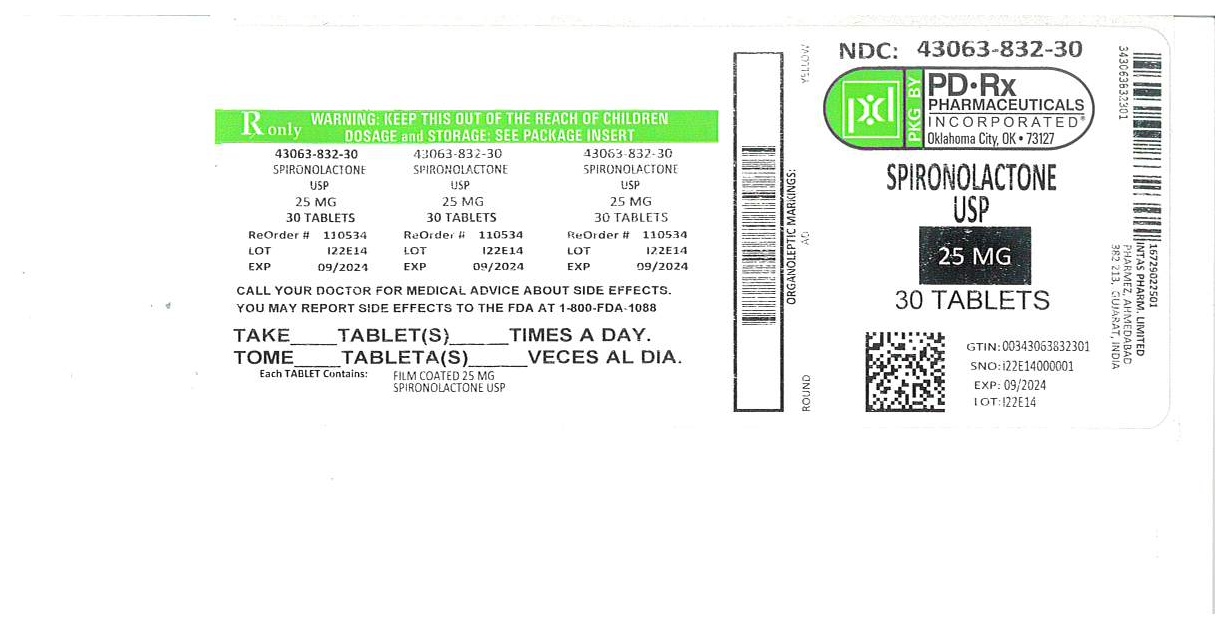 Rx only
WARNING: KEEP THIS OUT OF THE REACH OF CHILDREN
DOSAGE and STORAGE: SEE PACKAGE INSERT
43063-832-30 43063-832-30 43063-832-30
SPIRONOLACTONE SPIRONOLACTONE SPIRONOLACTONE
USP USP USP
25 MG 25 MG 25 MG
30 TABLETS 30 TABLETS 30 TABLETS
ReOrder # 110534 ReOrder # 110534 ReOrder # 110534
LOT I22E14 LOT I22E14 LOT I22E14
EXP 09/2024 EXP 09/2024 EXP 09/2024
CALL YOUR DOCTOR FOR MEDICAL ADVICE ABOUT SIDE EFFECTS.
YOU MAY REPORT SIDE EFFECTS TO THE FDA AT 1-800-FDA-1088
TAKE____TABLET(S)_____TIMES A DAY.
TOME____TABLETA(S)_____VECES AL DIA.
Each TABLET Contains: FILM COATED 25 MG
SPIRONOLACTONE USP
ORGANOLEPTIC MARKINGS:
ROUND AD YELLOW
NDC: 43063-832-30
pd
PKG BY
PD•Rx
PHARMACEUTICALS
INCORPORATED®
Oklahoma City, OK • 73127
SPIRONOLACTONE
USP
25 MG
30 TABLETS
GTIN: 00343063832301
SNO: i22E14000001
EXP: 09/2024
LOT: I22E14
343063832301
16729022501
INTAS PHARM. LIMITED
PHARMEZ, AHMEDABAD
382 213, GUJARAT, INDIA